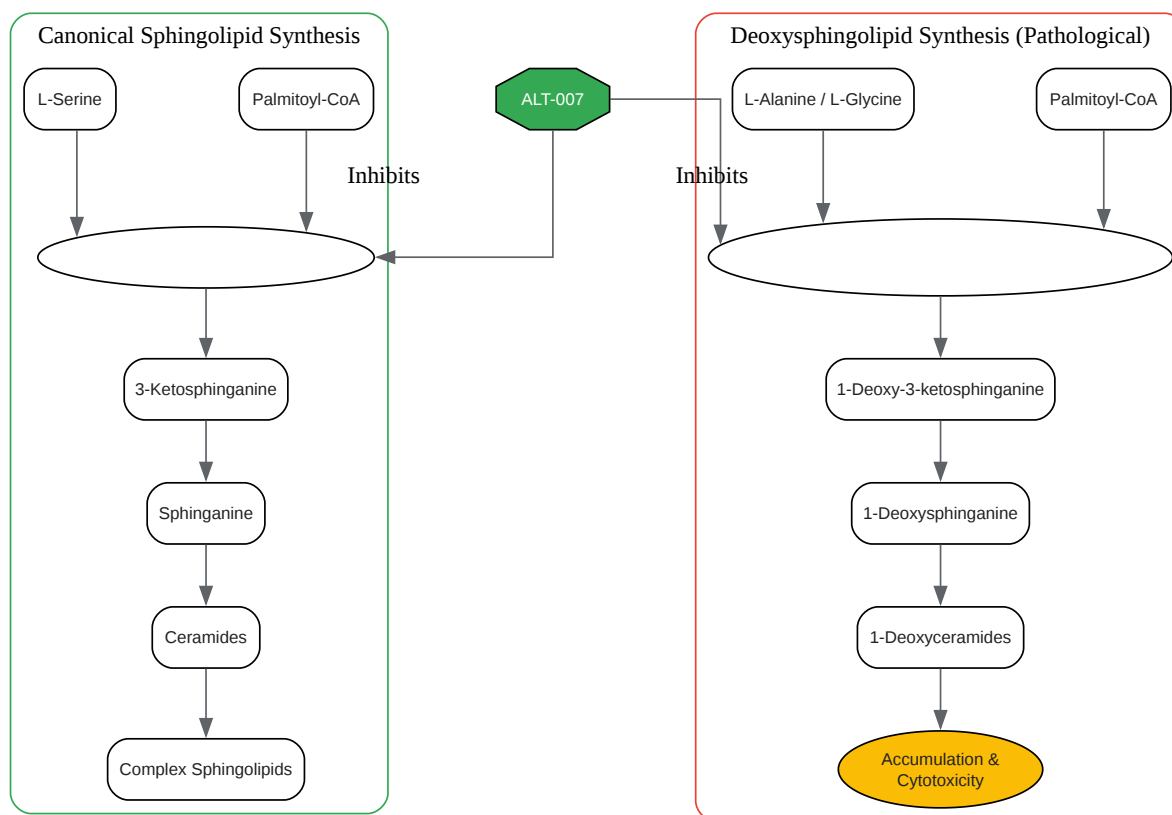 Canonical Sphingolipid Synthesis
L-Serine
Palmitoyl-CoA
Inhibits
3-Ketosphinganine
Sphinganine
Ceramides
Complex Sphingolipids
ALT-007
Deoxysphingolipid Synthesis (Pathological)
L-Alanine / L-Glycine
Palmitoyl-CoA
Inhibits
1-Deoxy-3-ketosphinganine
1-Deoxysphinganine
1-Deoxyceramides
Accumulation &
Cytotoxicity